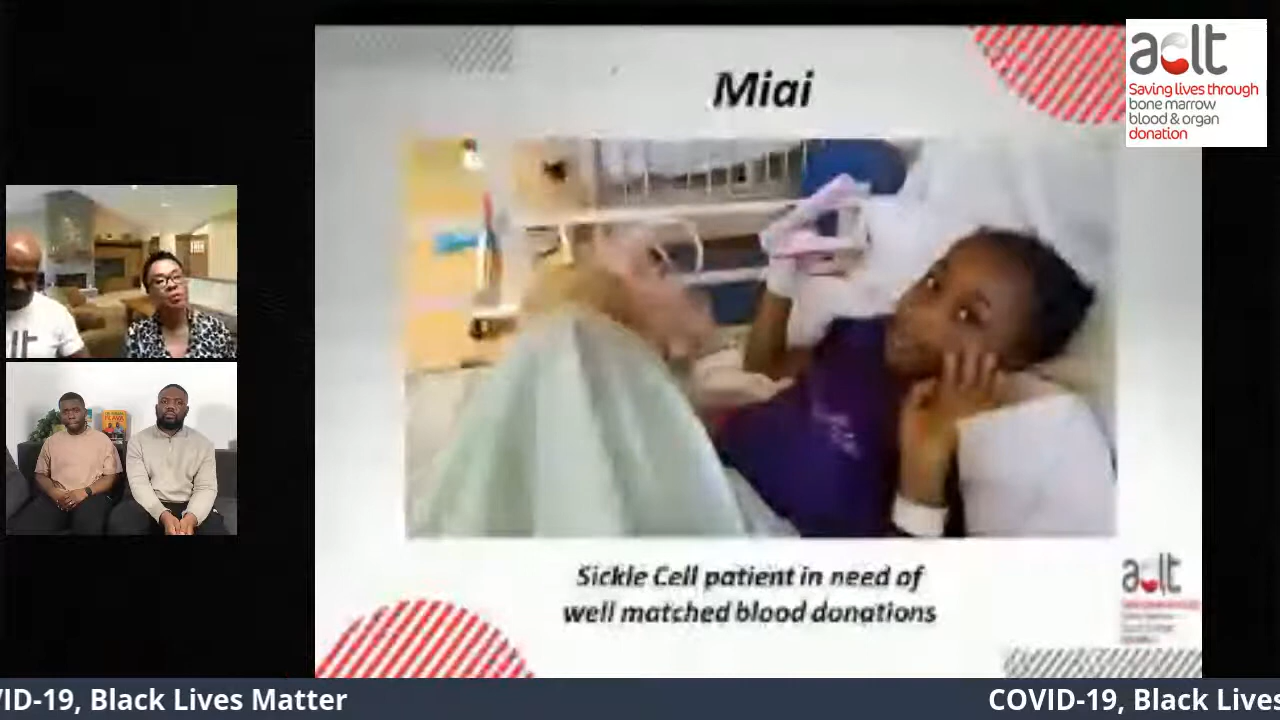 Miai
aclt
Saving lives through
bone marrow
blood & organ
donation
Sickle Cell patient in need of
well matched blood donations
aclt
VID-19, Black Lives Matter
COVID-19, Black Lives